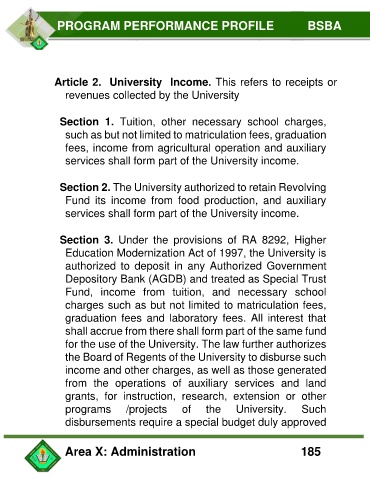 PROGRAM PERFORMANCE PROFILE BSBA
Article 2. University Income. This refers to receipts or
revenues collected by the University
Section 1. Tuition, other necessary school charges,
such as but not limited to matriculation fees, graduation
fees, income from agricultural operation and auxiliary
services shall form part of the University income.
Section 2. The University authorized to retain Revolving
Fund its income from food production, and auxiliary
services shall form part of the University income.
Section 3. Under the provisions of RA 8292, Higher
Education Modernization Act of 1997, the University is
authorized to deposit in any Authorized Government
Depository Bank (AGDB) and treated as Special Trust
Fund, income from tuition, and necessary school
charges such as but not limited to matriculation fees,
graduation fees and laboratory fees. All interest that
shall accrue from there shall form part of the same fund
for the use of the University. The law further authorizes
the Board of Regents of the University to disburse such
income and other charges, as well as those generated
from the operations of auxiliary services and land
grants, for instruction, research, extension or other
programs /projects of the University. Such
disbursements require a special budget duly approved
Area X: Administration 185